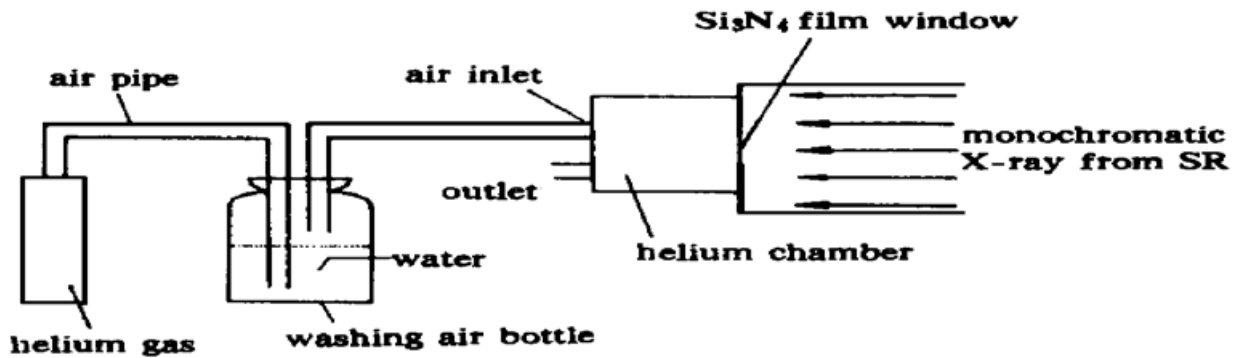 Si₃N₄ film window
air pipe
air inlet
monochromatic
X-ray from SR
outlet
water
helium chamber
washing air bottle
helium gas